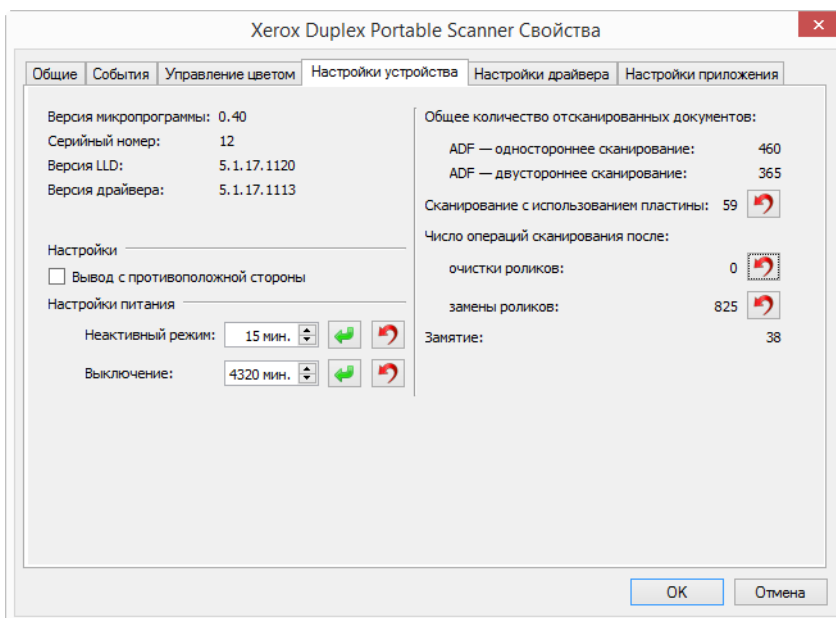 Xerox Duplex Portable Scanner Свойства
Общие События Управление цветом Настройки устройства Настройки драйвера Настройки приложения
Версия микропрограммы: 0.40
Серийный номер: 12
Версия LLD: 5.1.17.1120
Версия драйвера: 5.1.17.1113
Настройки
Вывод с противоположной стороны
Настройки питания
Неактивный режим: 15 мин.
Выключение: 4320 мин.
Общее количество отсканированных документов:
ADF — одностороннее сканирование: 460
ADF — двустороннее сканирование: 365
Сканирование с использованием пластины: 59
Число операций сканирования после:
очистки роликов: 0
замены роликов: 825
Замятие: 38
OK Отмена